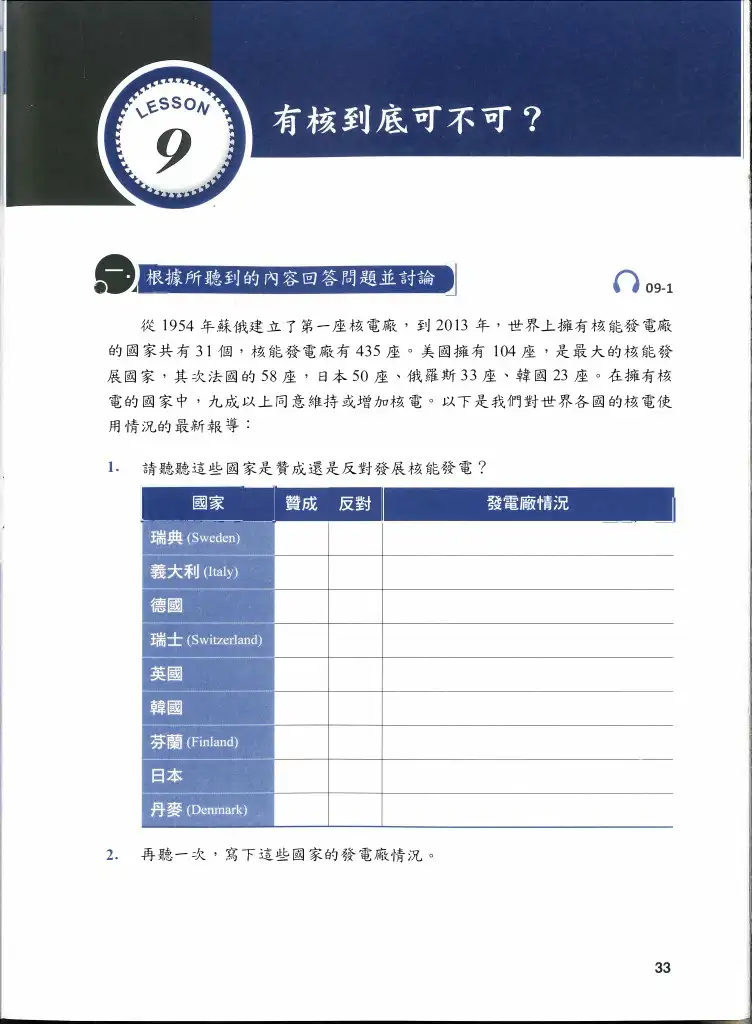 LESSON
9
有核到底可不可？
一.
根據所聽到的內容回答問題並討論
09-1
從 1954 年蘇俄建立了第一座核電廠，到 2013 年，世界上擁有核能發電廠
的國家共有 31 個，核能發電廠有 435 座。美國擁有 104 座，是最大的核能發
展國家，其次法國的 58 座，日本 50 座、俄羅斯 33 座、韓國 23 座。在擁有核
電的國家中，九成以上同意維持或增加核電。以下是我們對世界各國的核電使
用情況的最新報導：
1. 請聽聽這些國家是贊成還是反對發展核能發電？
國家 贊成 反對 發電廠情況
瑞典 (Sweden)
義大利 (Italy)
德國
瑞士 (Switzerland)
英國
韓國
芬蘭 (Finland)
日本
丹麥 (Denmark)
2. 再聽一次，寫下這些國家的發電廠情況。
33